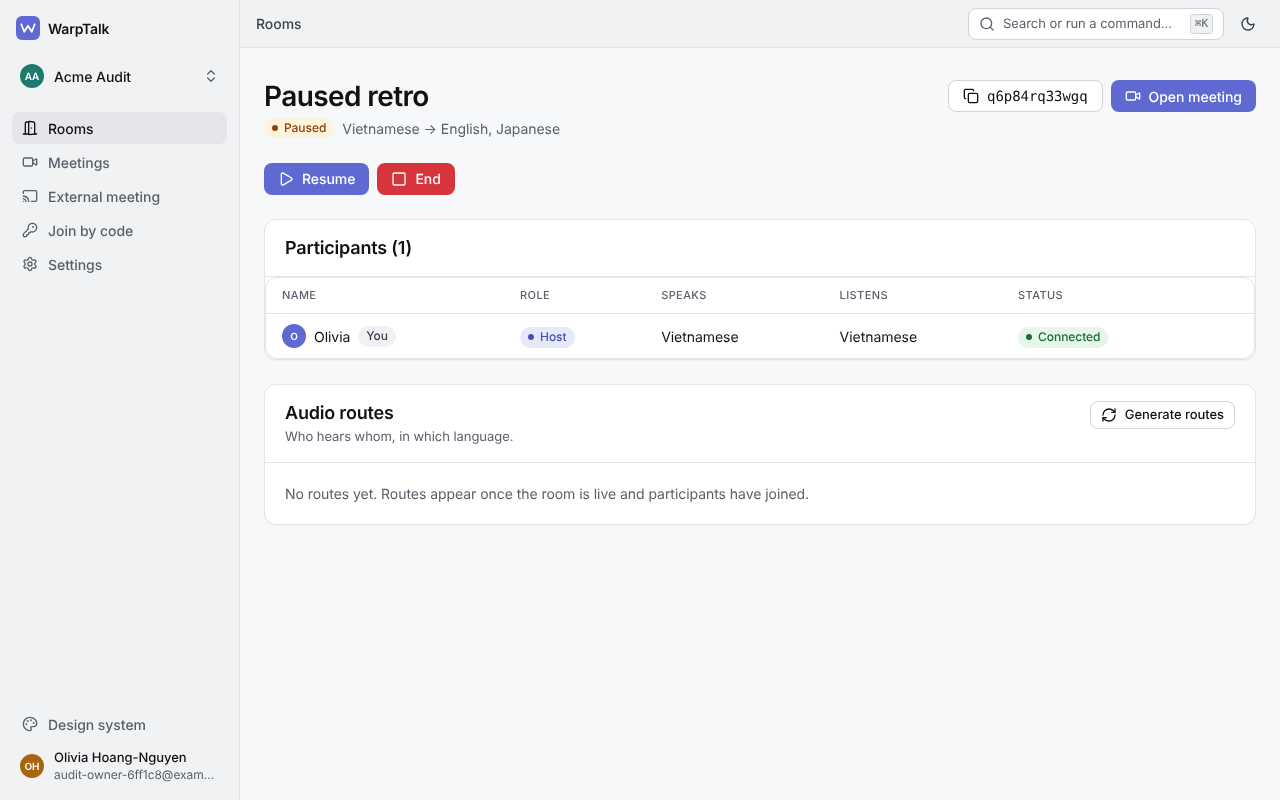 WarpTalk
Rooms
Search or run a command...
⌘K
AA
Acme Audit
Rooms
Meetings
External meeting
Join by code
Settings
Paused retro
Paused
Vietnamese → English, Japanese
q6p84rq33wgq
Open meeting
Resume
End
Participants (1)
NAME ROLE SPEAKS LISTENS STATUS
O Olivia You Host Vietnamese Vietnamese Connected
Audio routes
Who hears whom, in which language.
Generate routes
No routes yet. Routes appear once the room is live and participants have joined.
Design system
OH
Olivia Hoang-Nguyen
audit-owner-6ff1c8@exam...